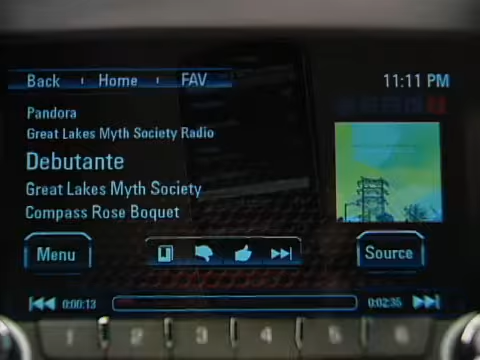 Back Home FAV 11:11 PM
Pandora
Great Lakes Myth Society Radio
Debutante
Great Lakes Myth Society
Compass Rose Boquet
Menu Source
0:00:13 0:02:35
1 2 3 4 5 6